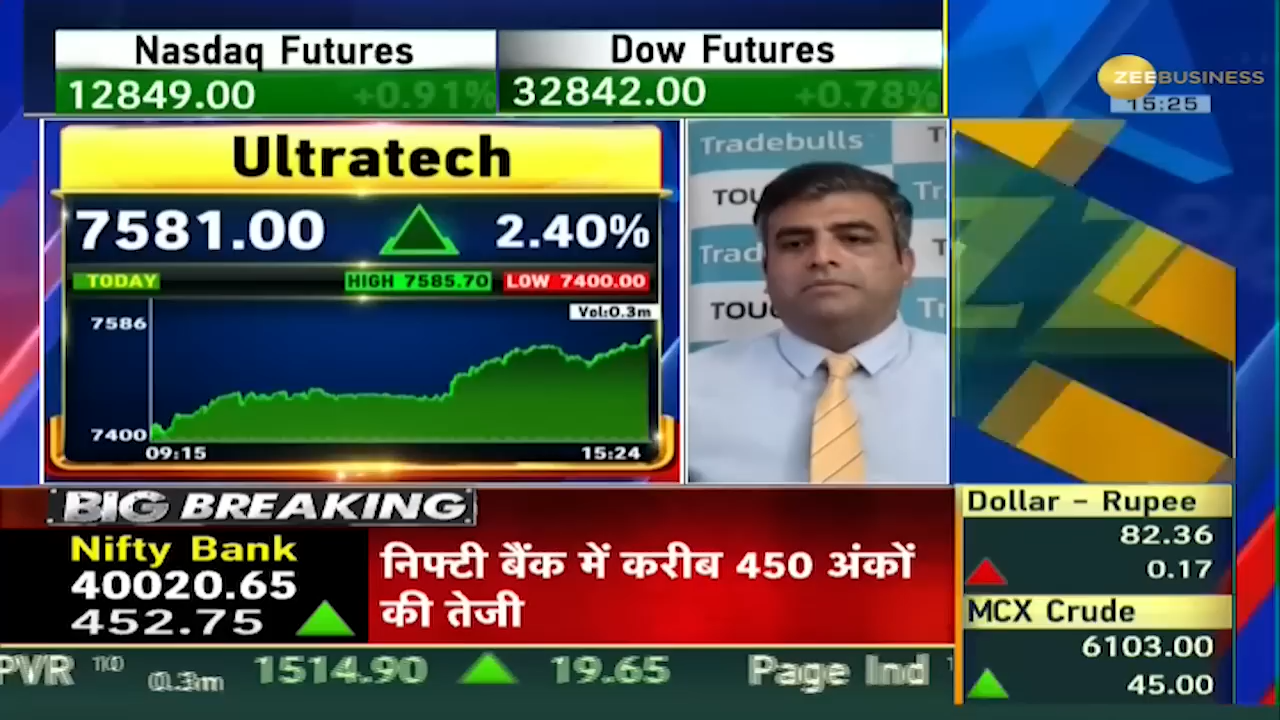 Nasdaq Futures
12849.00 +0.91%
Dow Futures
32842.00 +0.78%
ZEEBUSINESS
15:25
Ultratech
7581.00 2.40%
TODAY HIGH 7585.70 LOW 7400.00
Vol:0.3m
7586
7400
09:15 15:24
Tradebulls
TOU
Trad
TOU
BIG BREAKING
Nifty Bank
40020.65
452.75
निफ्टी बैंक में करीब 450 अंकों
की तेजी
Dollar - Rupee
82.36
0.17
MCX Crude
6103.00
45.00
PVR 0.3m 1514.90 19.65 Page Ind